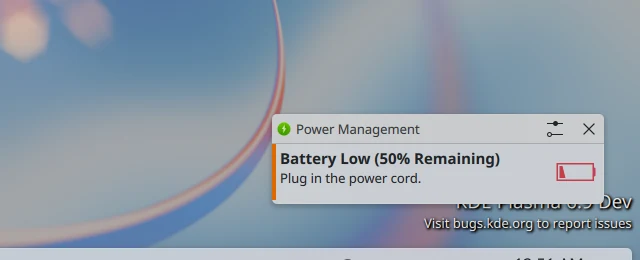 Power Management
Battery Low (50% Remaining)
Plug in the power cord.
KDE Plasma 6.5 Dev
Visit bugs.kde.org to report issues